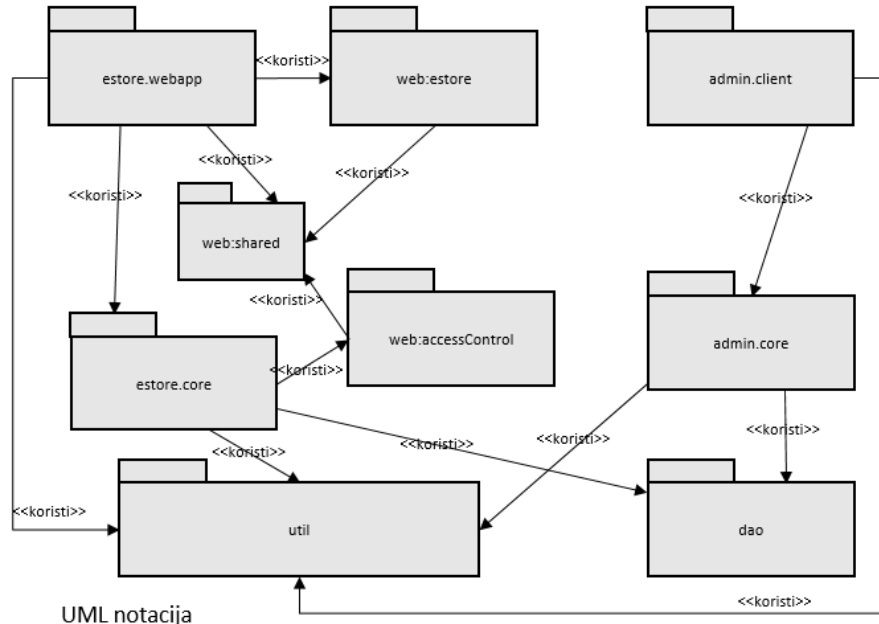 <<koristi>>
estore.webapp
web:estore
admin.client
<<koristi>>
<<koristi>>
<<koristi>>
<<koristi>>
<<koristi>>
web:shared
<<koristi>>
web:accessControl
admin.core
<<koristi>>
estore.core
<<koristi>>
<<koristi>>
<<koristi>>
<<koristi>>
<<koristi>>
util
dao
<<koristi>>
UML notacija